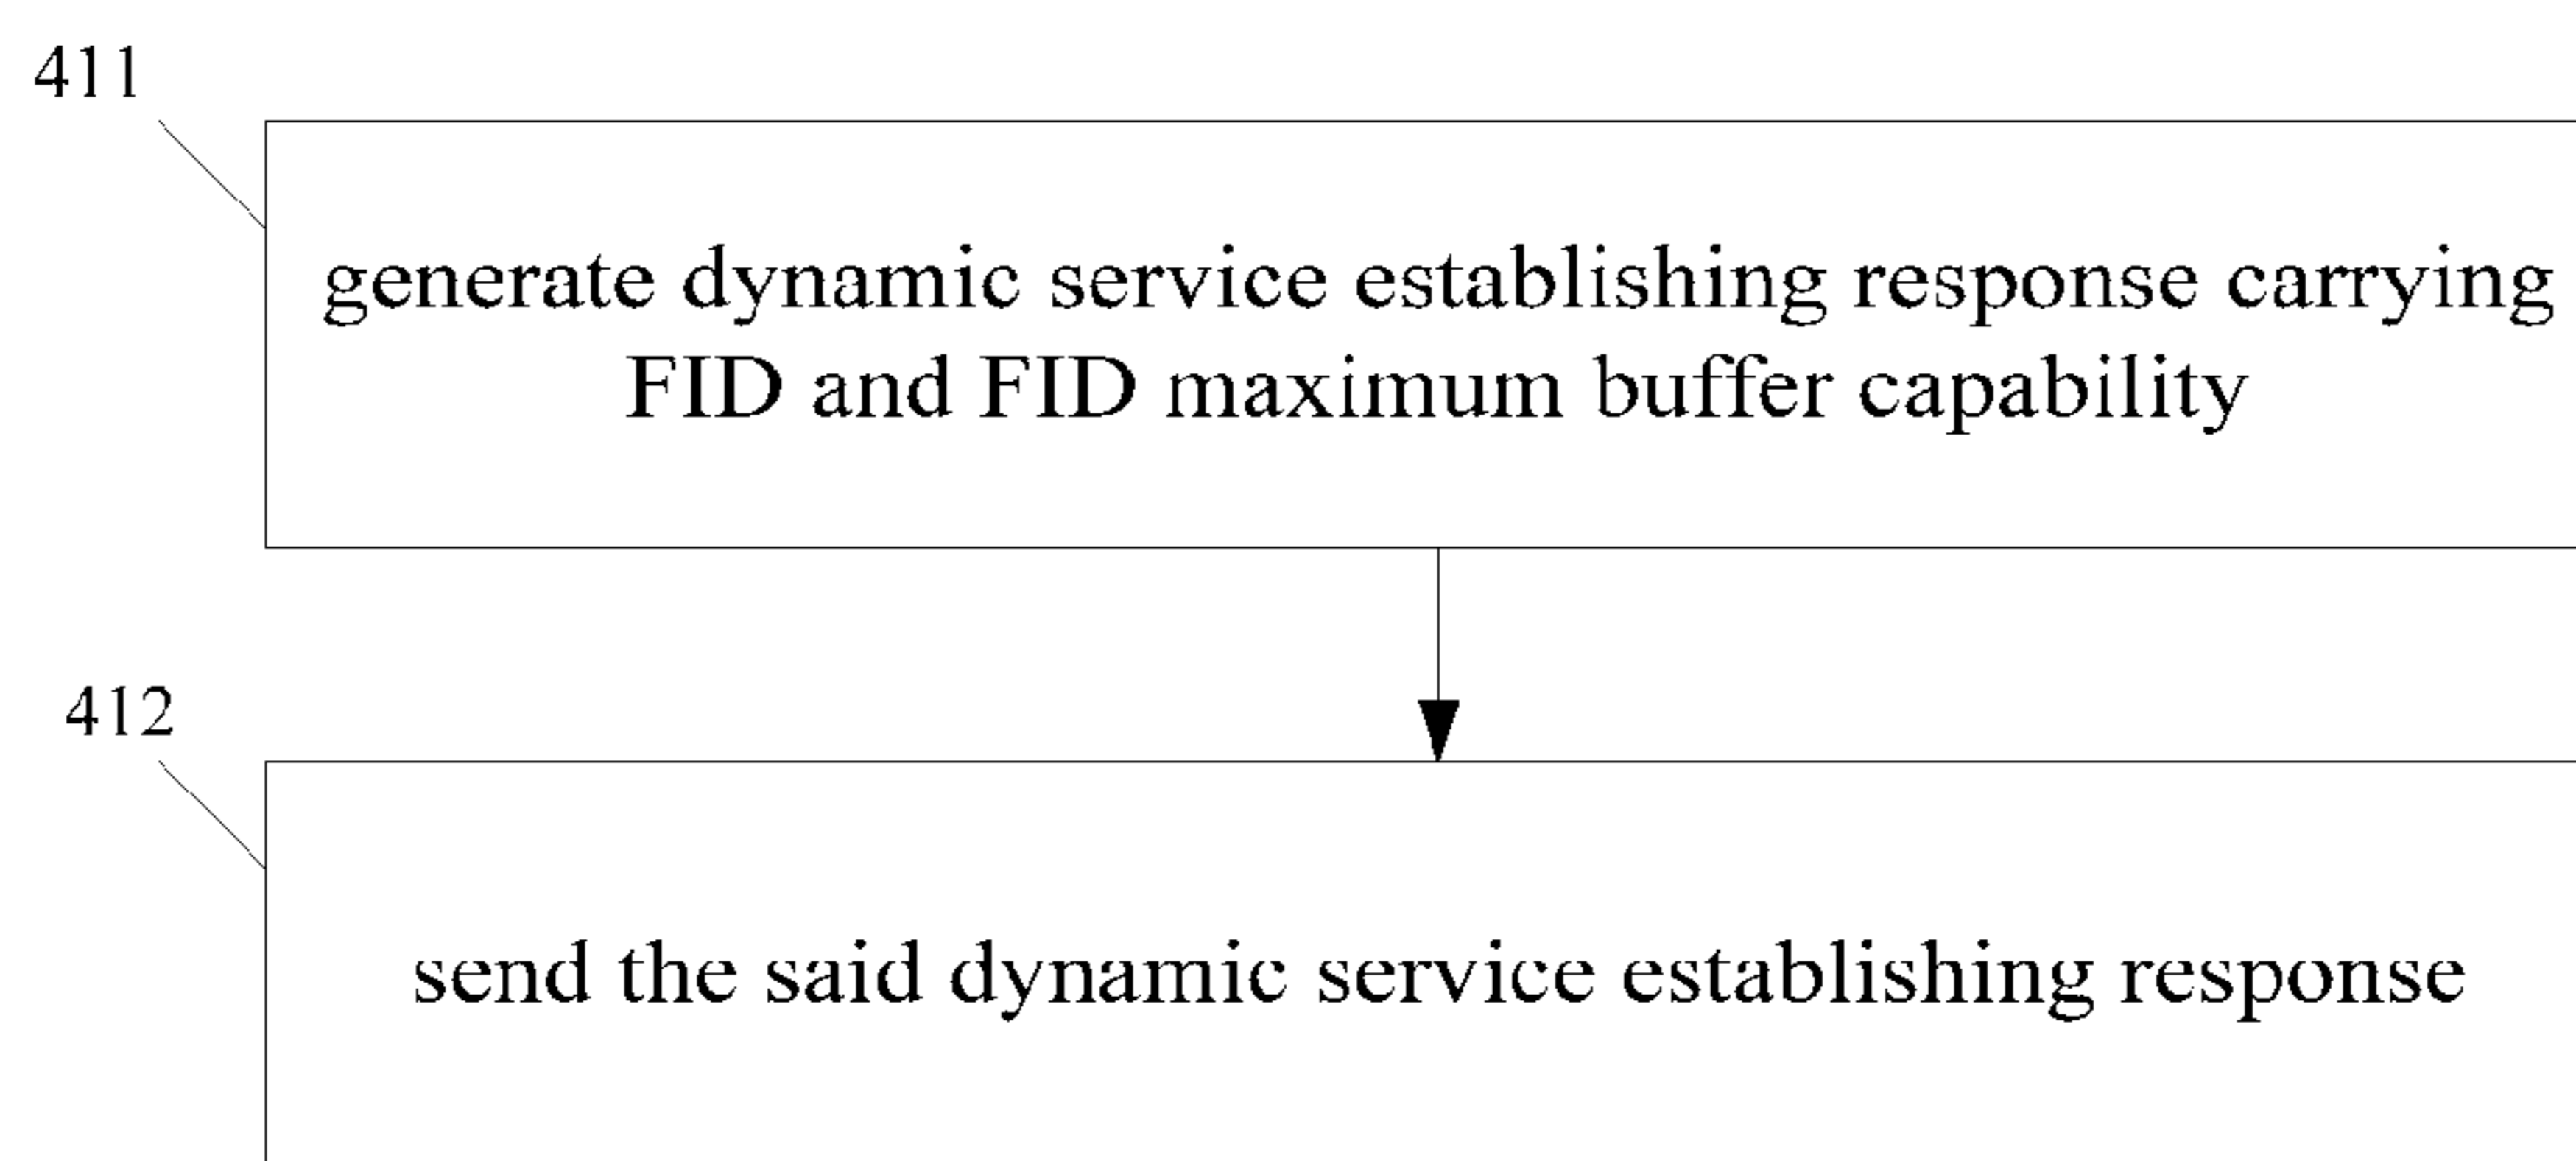 411
generate dynamic service establishing response carrying
FID and FID maximum buffer capability
412
send the said dynamic service establishing response